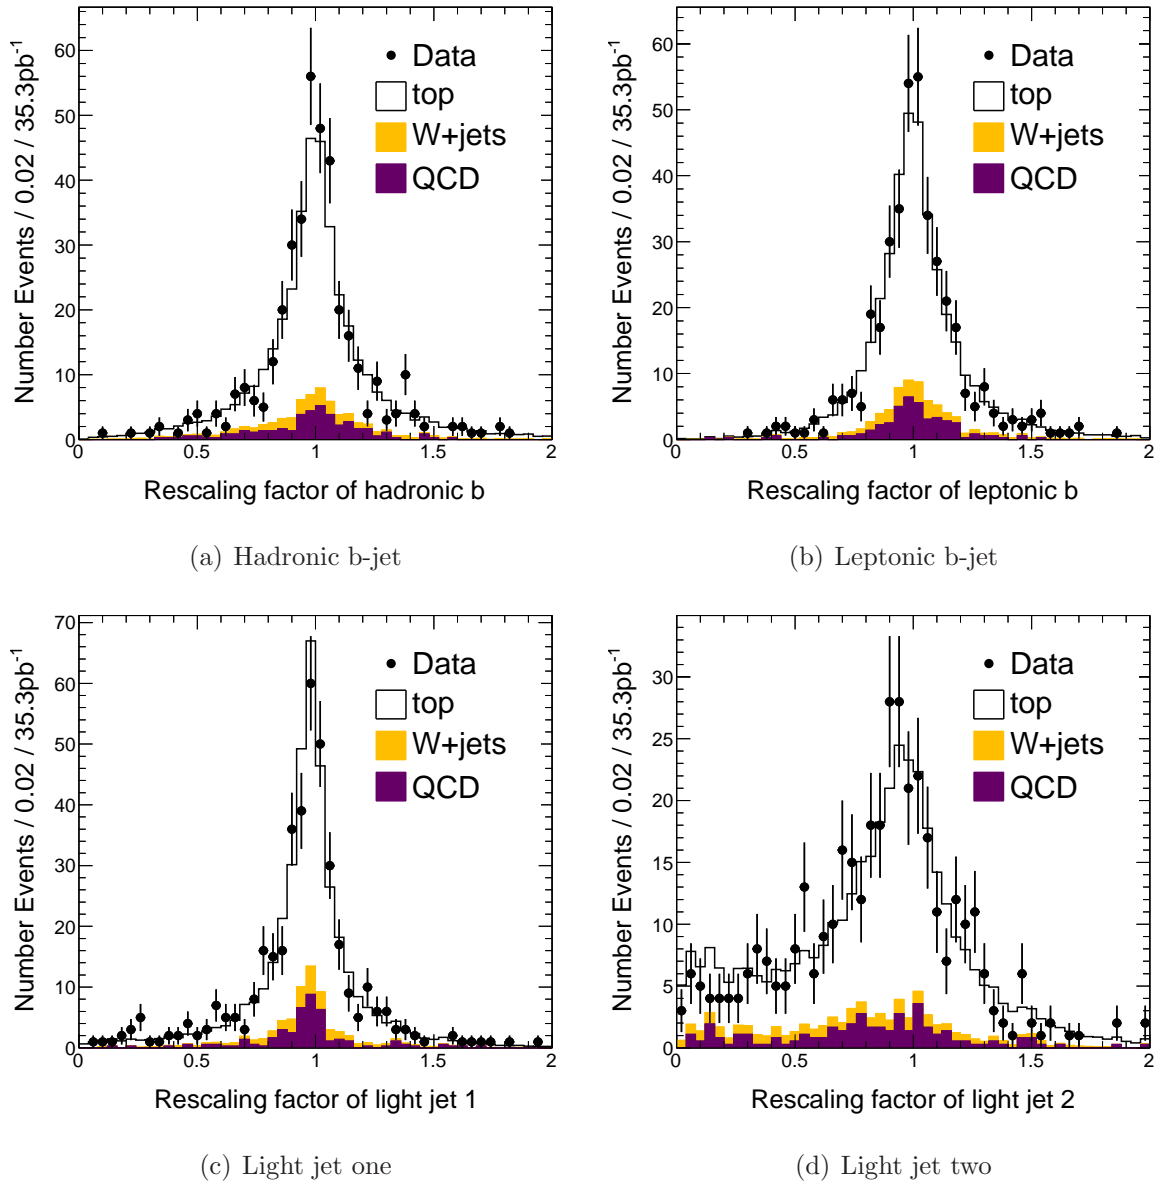 Number Events / 0.02 / 35.3pb-1
60
50
40
30
20
10
0
Data
top
W+jets
QCD
0 0.5 1 1.5 2
Rescaling factor of hadronic b
(a) Hadronic b-jet
Number Events / 0.02 / 35.3pb-1
60
50
40
30
20
10
0
Data
top
W+jets
QCD
0 0.5 1 1.5 2
Rescaling factor of leptonic b
(b) Leptonic b-jet
Number Events / 0.02 / 35.3pb-1
70
60
50
40
30
20
10
0
Data
top
W+jets
QCD
0 0.5 1 1.5 2
Rescaling factor of light jet 1
(c) Light jet one
Number Events / 0.02 / 35.3pb-1
30
25
20
15
10
5
0
Data
top
W+jets
QCD
0 0.5 1 1.5 2
Rescaling factor of light jet 2
(d) Light jet two